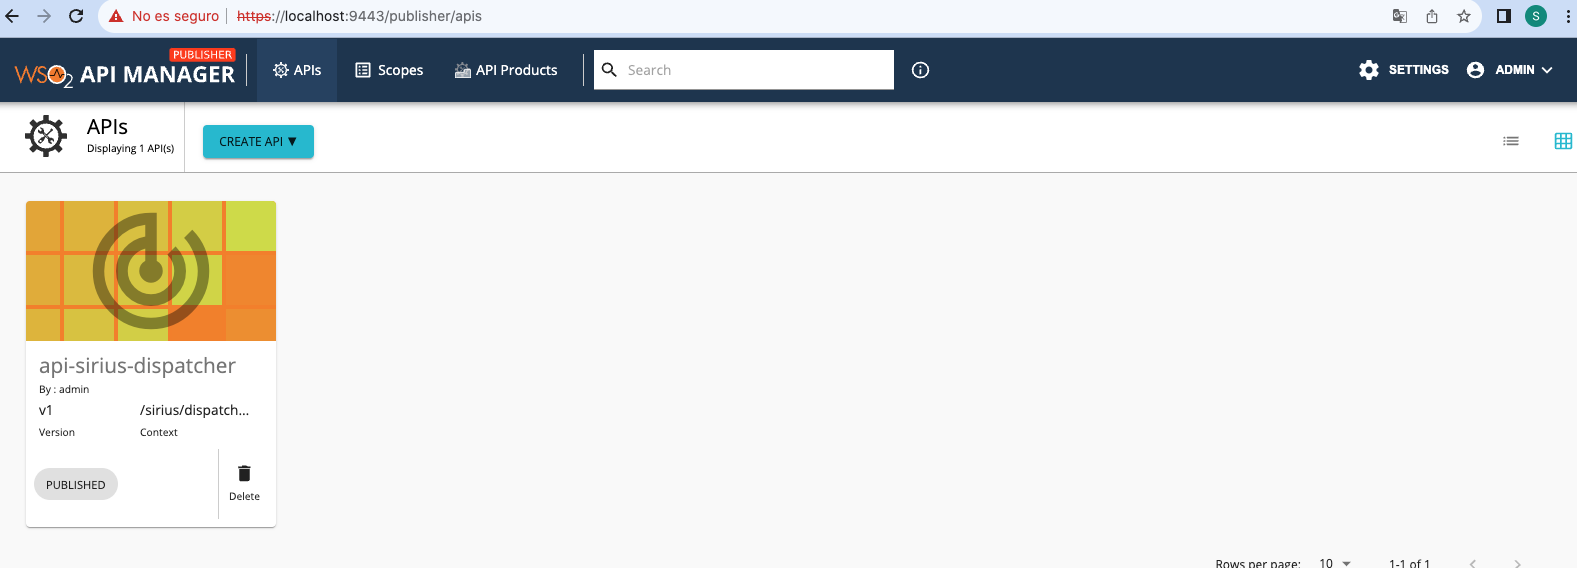 No es seguro https://localhost:9443/publisher/apis
S
PUBLISHER
WSO2 API MANAGER APIs Scopes API Products Search SETTINGS ADMIN
APIs
Displaying 1 API(s)
CREATE API ▼
api-sirius-dispatcher
By : admin
v1 /sirius/dispatch...
Version Context
PUBLISHED
Delete
Rows per page: 10 1-1 of 1